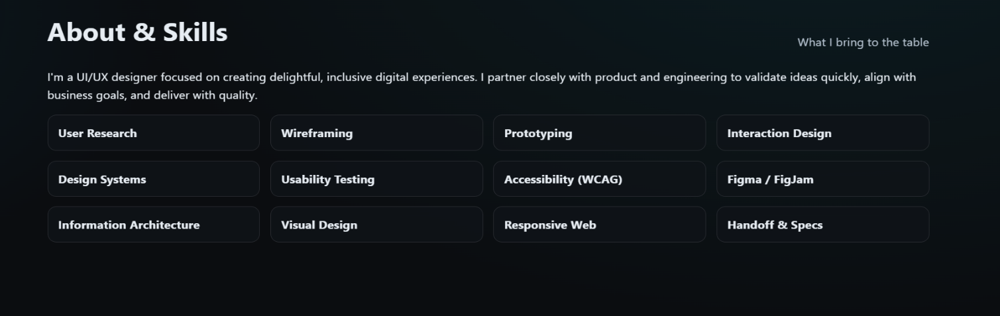 About & Skills
What I bring to the table
I'm a UI/UX designer focused on creating delightful, inclusive digital experiences. I partner closely with product and engineering to validate ideas quickly, align with
business goals, and deliver with quality.
User Research
Wireframing
Prototyping
Interaction Design
Design Systems
Usability Testing
Accessibility (WCAG)
Figma / FigJam
Information Architecture
Visual Design
Responsive Web
Handoff & Specs